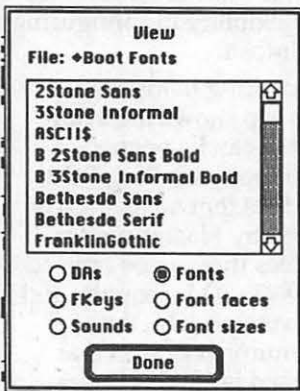 View
File: ◆Boot Fonts
2Stone Sans
3Stone Informal
ASCII$
B 2Stone Sans Bold
B 3Stone Informal Bold
Bethesda Sans
Bethesda Serif
FranklinGothic
DAs Fonts
FKeys Font faces
Sounds Font sizes
Done